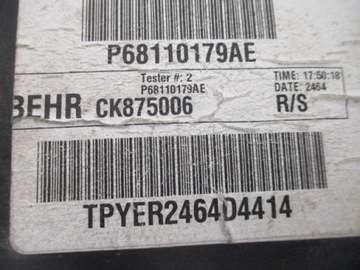 P68110179AE
Tester #: 2
P68110179AE
TIME: 17:50:18
DATE: 2464
BEHR CK875006 R/S
TPYER2464D4414